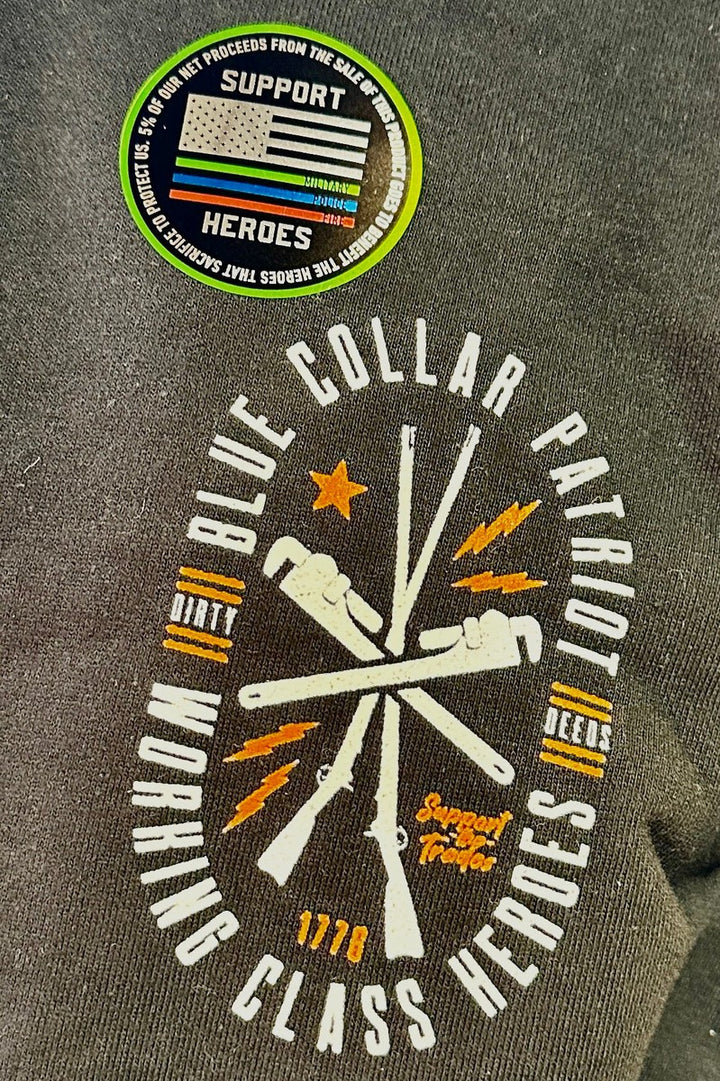 SUPPORT
MILITARY
POLICE
FIRE
HEROES
5% OF OUR NET PROCEEDS FROM THE SALE OF THIS PRODUCT GOES TO BENEFIT THE HEROES THAT SACRIFICE TO PROTECT US.
BLUE COLLAR PATRIOT
DIRTY
DEEDS
Support
Trades
1778
WORKING CLASS HEROES